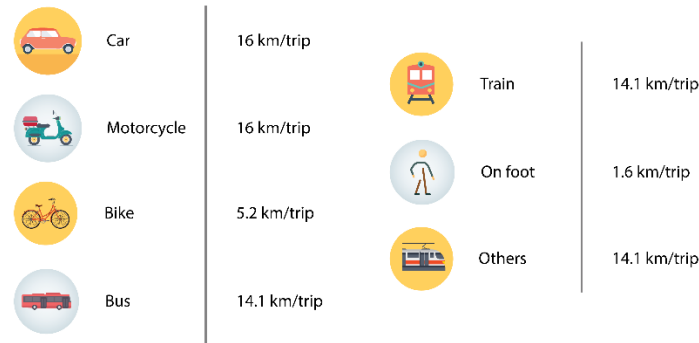 Car 16 km/trip
Motorcycle 16 km/trip
Bike 5.2 km/trip
Bus 14.1 km/trip
Train 14.1 km/trip
On foot 1.6 km/trip
Others 14.1 km/trip